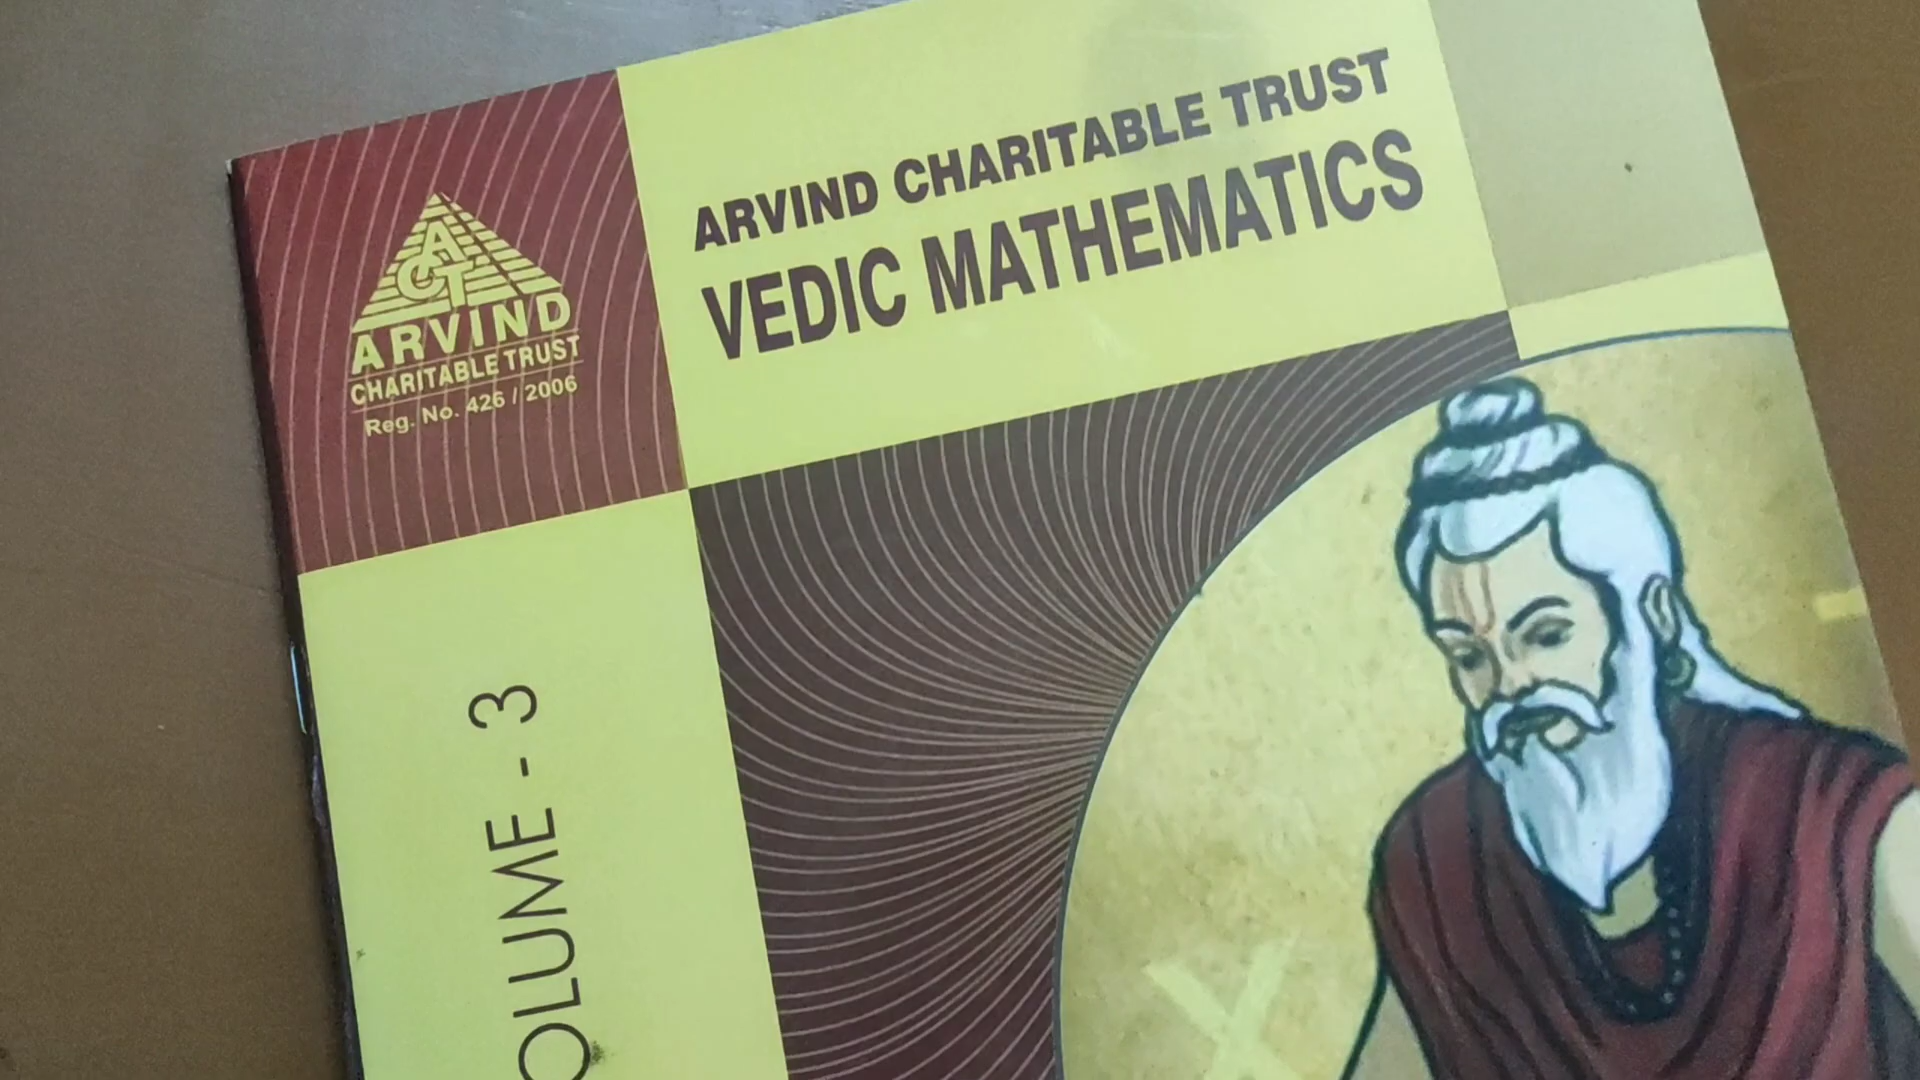 ACT
ARVIND
CHARITABLE TRUST
Reg. No. 426 / 2006
ARVIND CHARITABLE TRUST
VEDIC MATHEMATICS
OLUME - 3